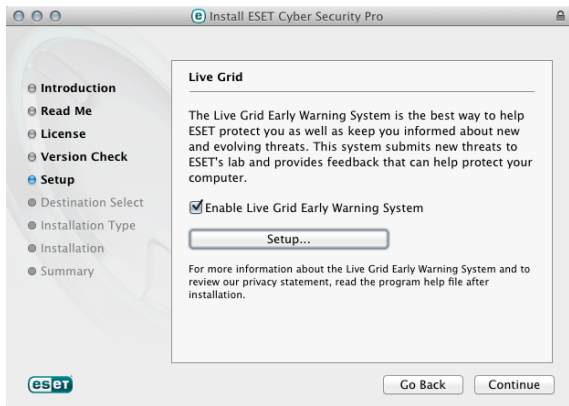 Install ESET Cyber Security Pro
Introduction
Read Me
License
Version Check
Setup
Destination Select
Installation Type
Installation
Summary
Live Grid
The Live Grid Early Warning System is the best way to help
ESET protect you as well as keep you informed about new
and evolving threats. This system submits new threats to
ESET's lab and provides feedback that can help protect your
computer.
Enable Live Grid Early Warning System
Setup...
For more information about the Live Grid Early Warning System and to
review our privacy statement, read the program help file after
installation.
eset
Go Back
Continue